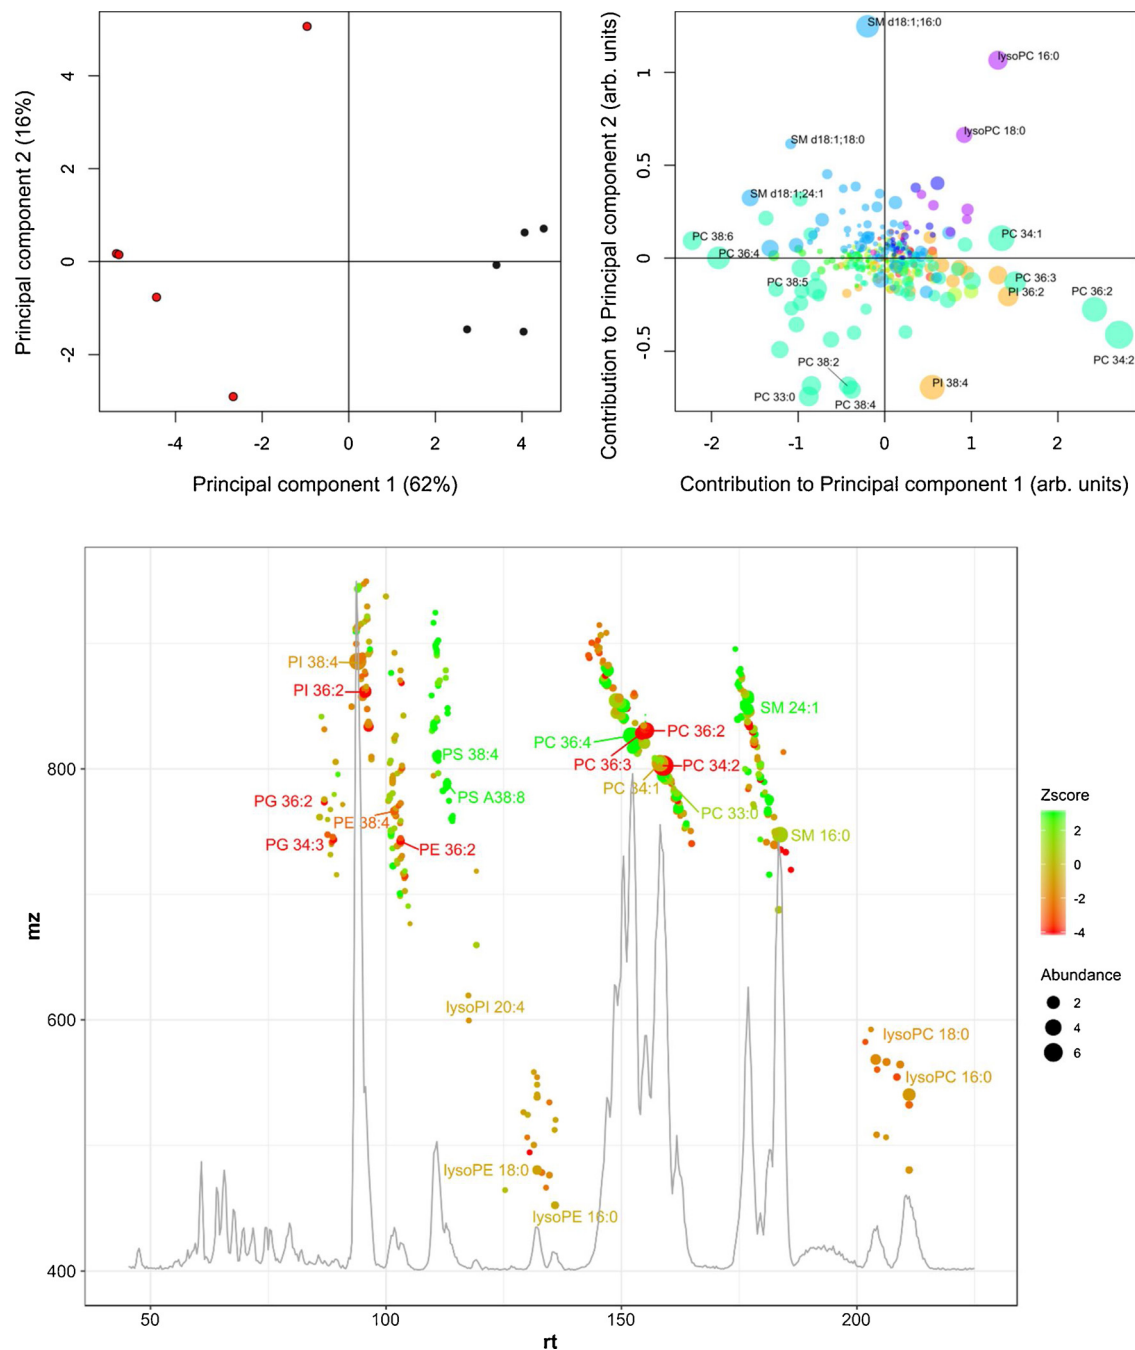 Principal component 2 (16%)
4
2
0
-2
-4
-2
0
2
4
Principal component 1 (62%)
Contribution to Principal component 2 (arb. units)
1
0.5
0
-0.5
-2
-1
0
1
2
Contribution to Principal component 1 (arb. units)
SM d18:1;16:0
lysoPC 16:0
lysoPC 18:0
SM d18:1;18:0
SM d18:1;24:1
PC 38:6
PC 34:1
PC 36:4
PC 38:5
PC 36:3
PI 36:2
PC 36:2
PC 34:2
PC 38:2
PI 38:4
PC 33:0
PC 38:4
mz
800
600
400
50
100
150
200
rt
PI 38:4
PI 36:2
PG 36:2
PG 34:3
PE 38:4
PE 36:2
PS 38:4
PS A38:8
lysoPI 20:4
lysoPE 18:0
lysoPE 16:0
PC 36:4
PC 36:3
PC 36:2
PC 34:2
PC 34:1
PC 33:0
SM 24:1
SM 16:0
lysoPC 18:0
lysoPC 16:0
Zscore
2
0
-2
-4
Abundance
2
4
6